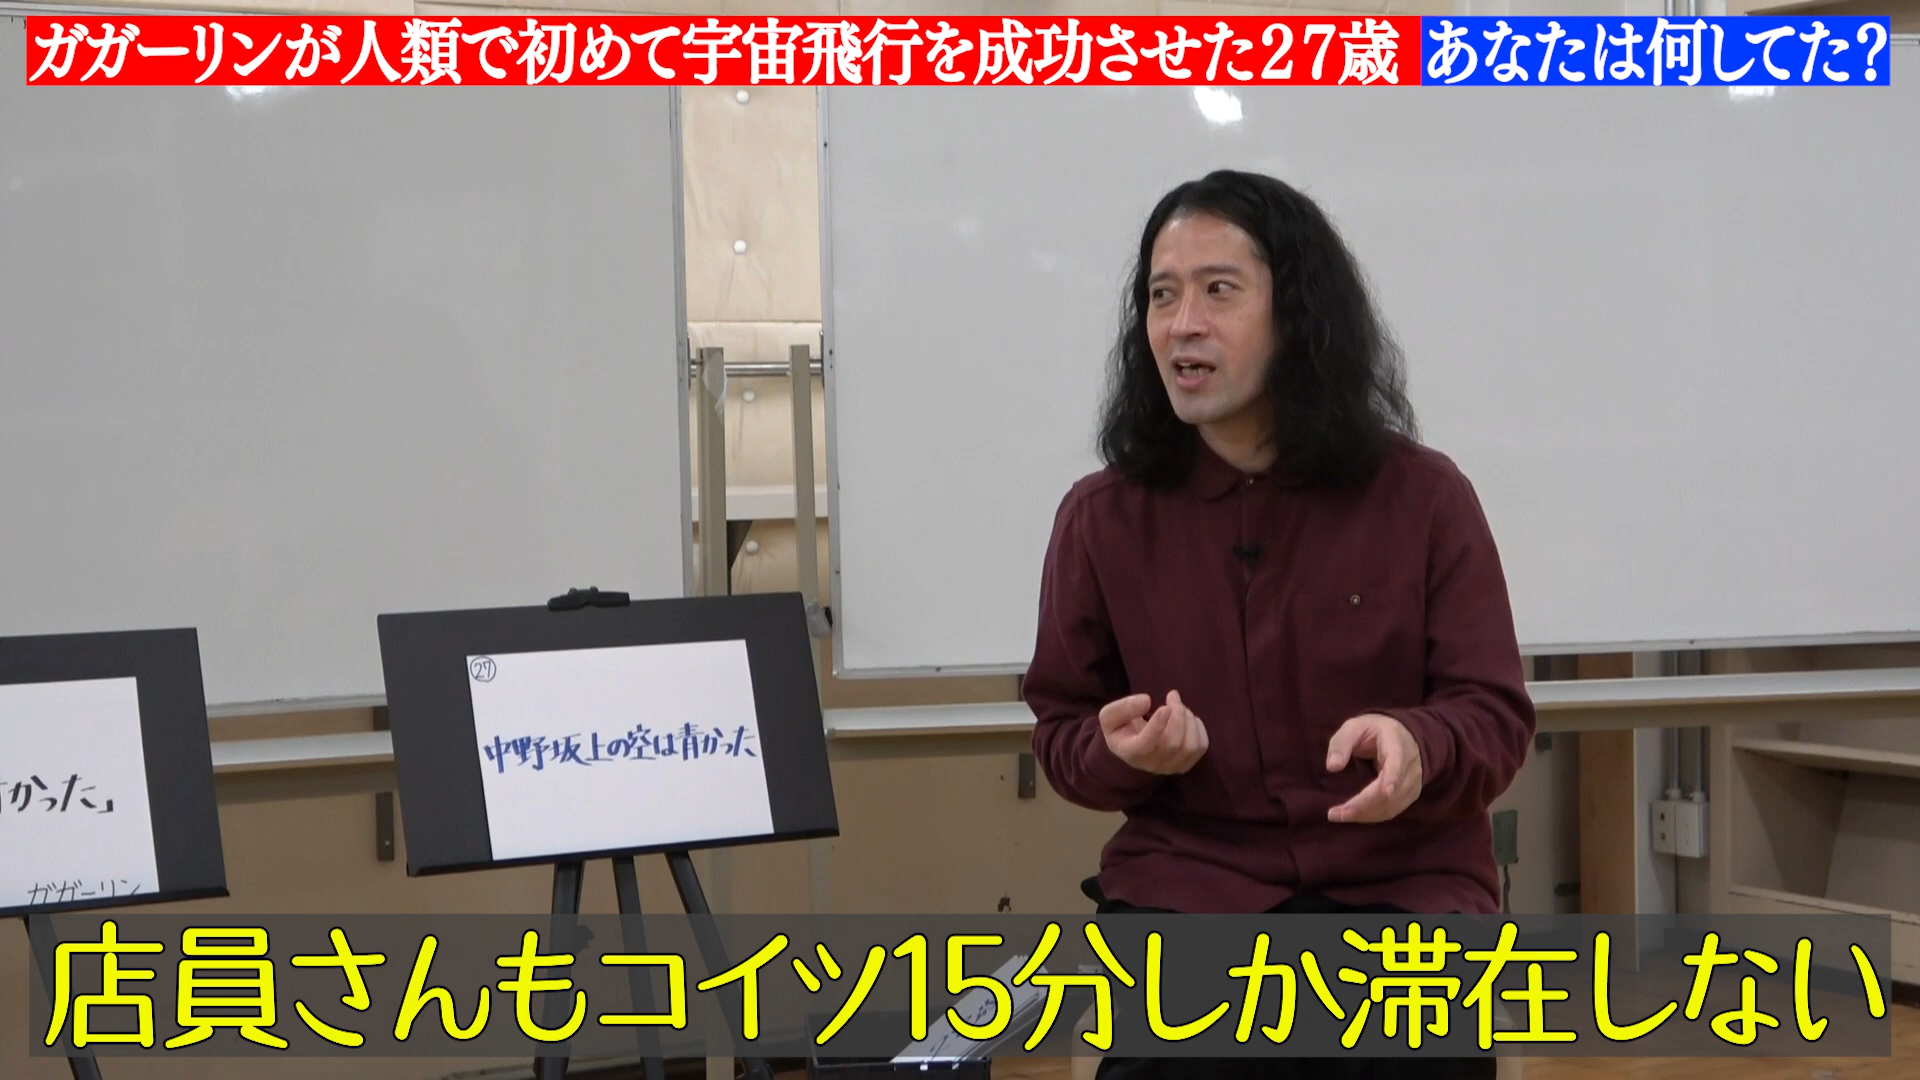 ガガーリンが人類で初めて宇宙飛行を成功させた27歳 あなたは何してた?
㉗
中野坂上の空は青かった
かった」
ガガーリン
店員さんもコイツ15分しか滞在しない